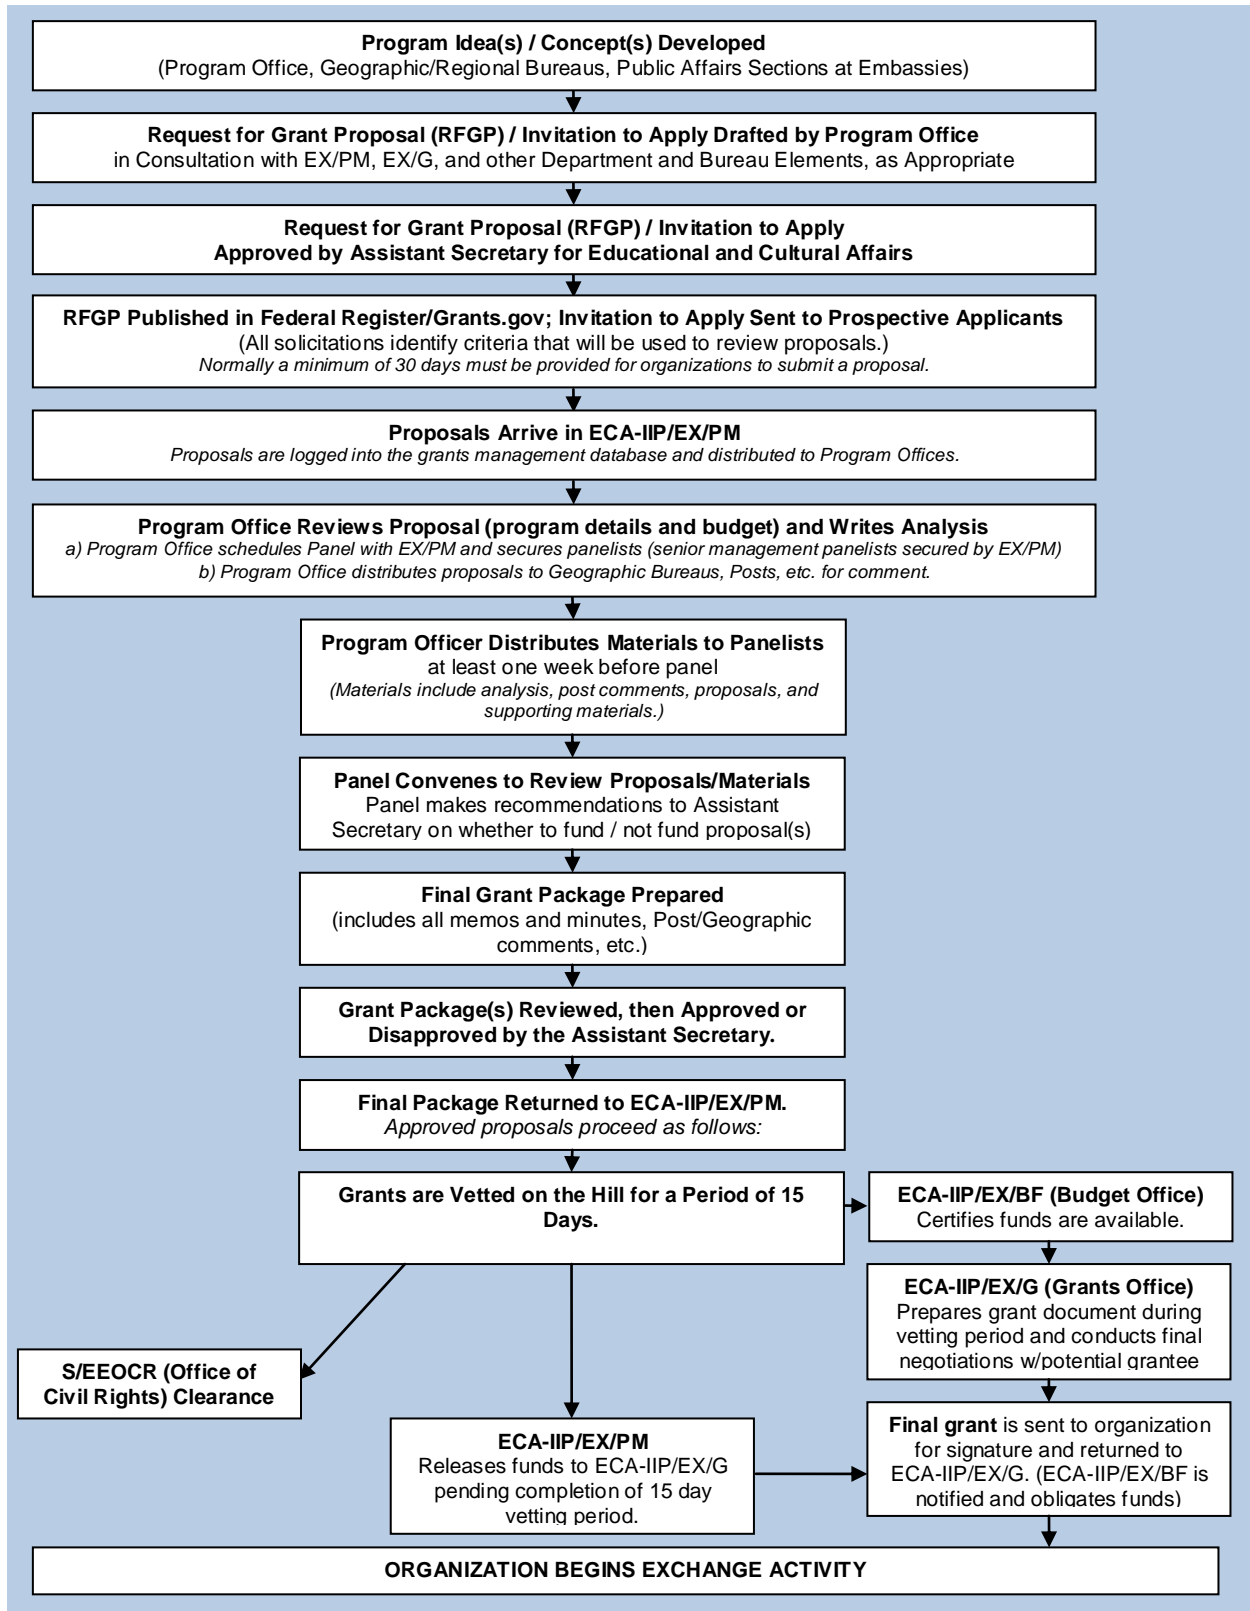 Program Idea(s) / Concept(s) Developed
(Program Office, Geographic/Regional Bureaus, Public Affairs Sections at Embassies)
Request for Grant Proposal (RFGP) / Invitation to Apply Drafted by Program Office
in Consultation with EX/PM, EX/G, and other Department and Bureau Elements, as Appropriate
Request for Grant Proposal (RFGP) / Invitation to Apply
Approved by Assistant Secretary for Educational and Cultural Affairs
RFGP Published in Federal Register/Grants.gov; Invitation to Apply Sent to Prospective Applicants
(All solicitations identify criteria that will be used to review proposals.)
Normally a minimum of 30 days must be provided for organizations to submit a proposal.
Proposals Arrive in ECA-IIP/EX/PM
Proposals are logged into the grants management database and distributed to Program Offices.
Program Office Reviews Proposal (program details and budget) and Writes Analysis
a) Program Office schedules Panel with EX/PM and secures panelists (senior management panelists secured by EX/PM)
b) Program Office distributes proposals to Geographic Bureaus, Posts, etc. for comment.
Program Officer Distributes Materials to Panelists
at least one week before panel
(Materials include analysis, post comments, proposals, and
supporting materials.)
Panel Convenes to Review Proposals/Materials
Panel makes recommendations to Assistant
Secretary on whether to fund / not fund proposal(s)
Final Grant Package Prepared
(includes all memos and minutes, Post/Geographic
comments, etc.)
Grant Package(s) Reviewed, then Approved or
Disapproved by the Assistant Secretary.
Final Package Returned to ECA-IIP/EX/PM.
Approved proposals proceed as follows:
Grants are Vetted on the Hill for a Period of 15
Days.
ECA-IIP/EX/BF (Budget Office)
Certifies funds are available.
ECA-IIP/EX/G (Grants Office)
Prepares grant document during
vetting period and conducts final
negotiations w/potential grantee
S/EEOCR (Office of
Civil Rights) Clearance
ECA-IIP/EX/PM
Releases funds to ECA-IIP/EX/G
pending completion of 15 day
vetting period.
Final grant is sent to organization
for signature and returned to
ECA-IIP/EX/G. (ECA-IIP/EX/BF is
notified and obligates funds)
ORGANIZATION BEGINS EXCHANGE ACTIVITY